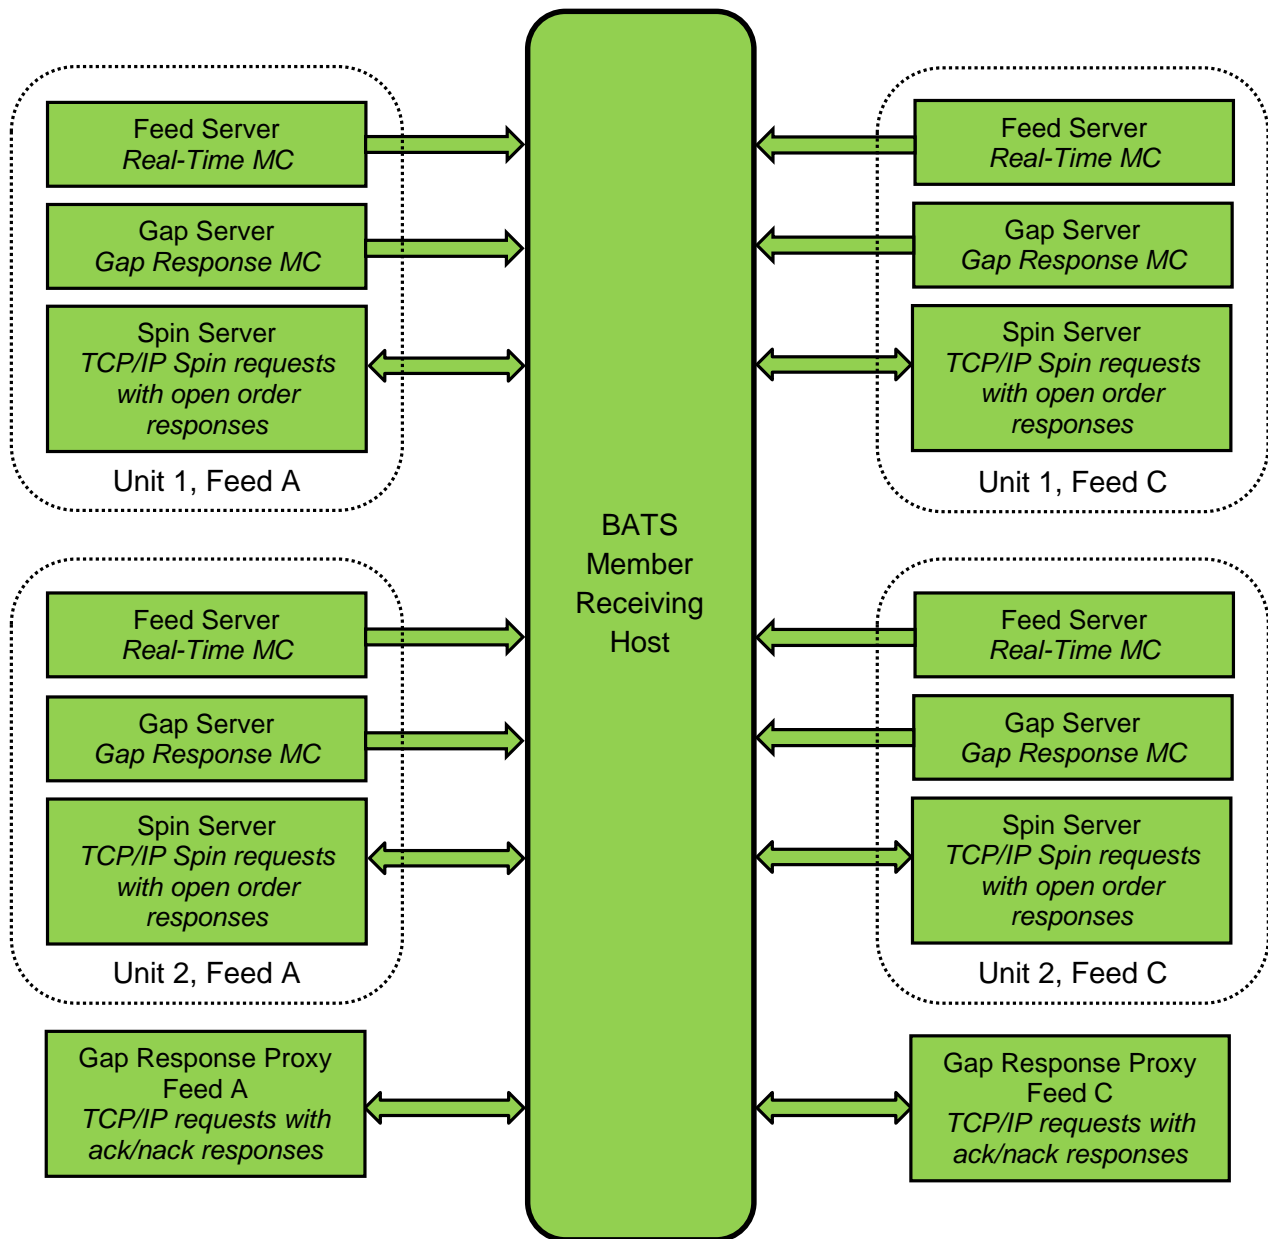 Feed Server
Real-Time MC
Gap Server
Gap Response MC
Spin Server
TCP/IP Spin requests
with open order
responses
Unit 1, Feed A
Feed Server
Real-Time MC
Gap Server
Gap Response MC
Spin Server
TCP/IP Spin requests
with open order
responses
Unit 2, Feed A
Gap Response Proxy
Feed A
TCP/IP requests with
ack/nack responses
BATS
Member
Receiving
Host
Feed Server
Real-Time MC
Gap Server
Gap Response MC
Spin Server
TCP/IP Spin requests
with open order
responses
Unit 1, Feed C
Feed Server
Real-Time MC
Gap Server
Gap Response MC
Spin Server
TCP/IP Spin requests
with open order
responses
Unit 2, Feed C
Gap Response Proxy
Feed C
TCP/IP requests with
ack/nack responses